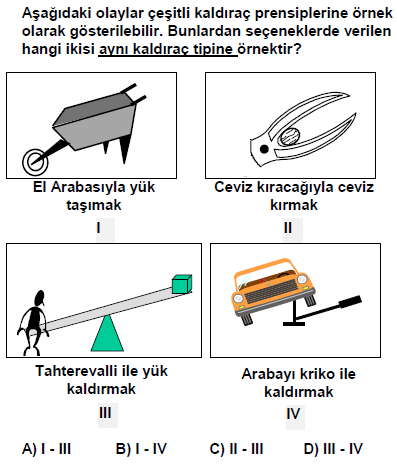 Aşağıdaki olaylar çeşitli kaldıraç prensiplerine örnek
olarak gösterilebilir. Bunlardan seçeneklerde verilen
hangi ikisi aynı kaldıraç tipine örnektir?
El Arabasıyla yük
taşımak
I
Ceviz kıracağıyla ceviz
kırmak
II
Tahterevalli ile yük
kaldırmak
III
Arabayı kriko ile
kaldırmak
IV
A) I - III B) I - IV C) II - III D) III - IV